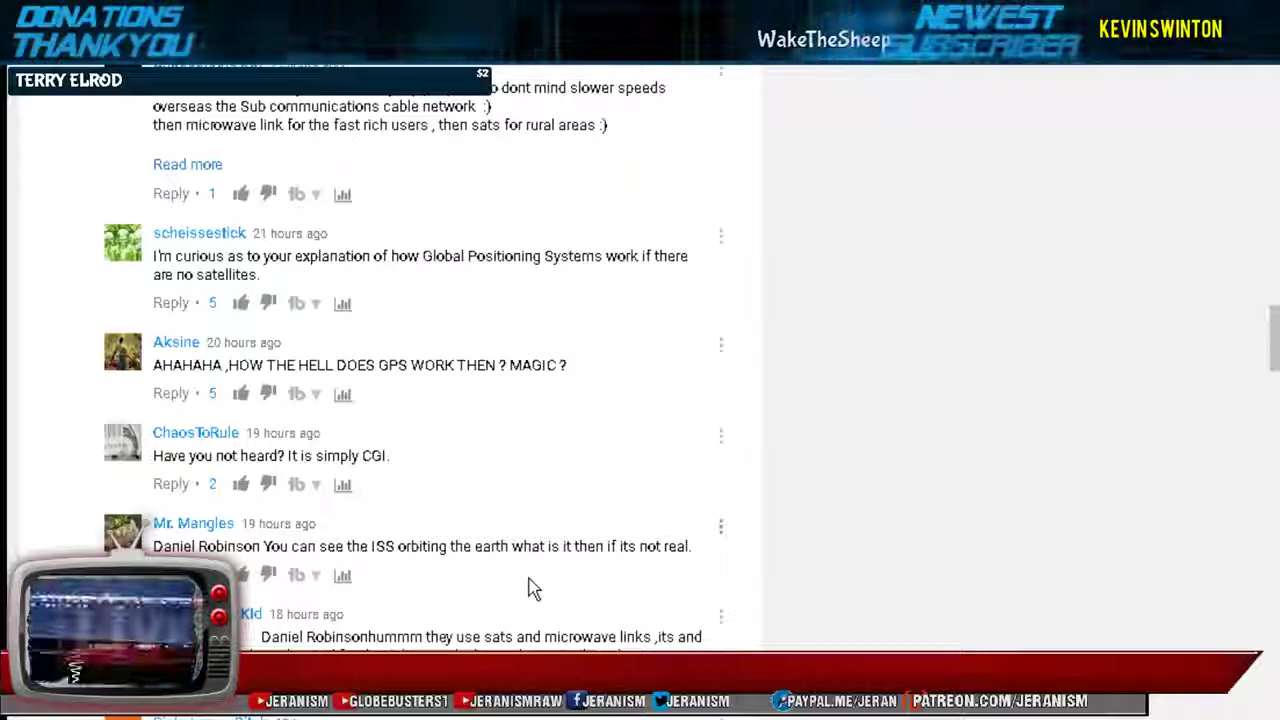 DONATIONS
THANKYOU
WakeTheSheep
NEWEST
SUBSCRIBER
KEVIN SWINTON
TERRY ELROD $2
o dont mind slower speeds
overseas the Sub communications cable network :)
then microwave link for the fast rich users , then sats for rural areas :)
Read more
Reply • 1
scheissestick 21 hours ago
I'm curious as to your explanation of how Global Positioning Systems work if there
are no satellites.
Reply • 5
Aksine 20 hours ago
AHAHAHA ,HOW THE HELL DOES GPS WORK THEN ? MAGIC ?
Reply • 5
ChaosToRule 19 hours ago
Have you not heard? It is simply CGI.
Reply • 2
Mr. Mangles 19 hours ago
Daniel Robinson You can see the ISS orbiting the earth what is it then if its not real.
Kid 18 hours ago
Daniel Robinsonhummm they use sats and microwave links ,its and
JERANISM GLOBEBUSTERS1 JERANISMRAW JERANISM JERANISM PAYPAL.ME/JERAN PATREON.COM/JERANISM